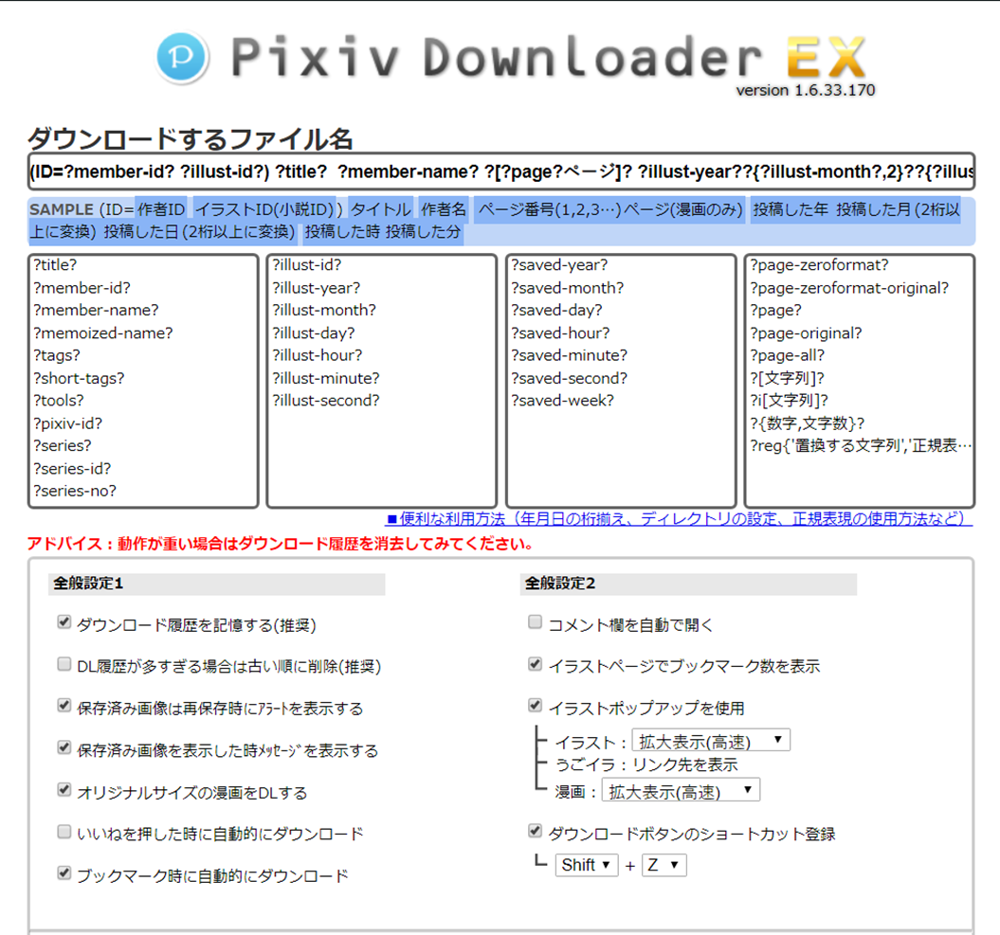 Pixiv Downloader EX
version 1.6.33.170
ダウンロードするファイル名
(ID=?member-id? ?illust-id?) ?title? ?member-name? ?[?page?ページ]? ?illust-year??{?illust-month?,2}??{?illus
SAMPLE (ID= 作者ID イラストID(小説ID) ) タイトル 作者名 ページ番号(1,2,3…) ページ(漫画のみ) 投稿した年 投稿した月 (2桁以
上に変換) 投稿した日 (2桁以上に変換) 投稿した時 投稿した分
?title?
?member-id?
?member-name?
?memoized-name?
?tags?
?short-tags?
?tools?
?pixiv-id?
?series?
?series-id?
?series-no?
?illust-id?
?illust-year?
?illust-month?
?illust-day?
?illust-hour?
?illust-minute?
?illust-second?
?saved-year?
?saved-month?
?saved-day?
?saved-hour?
?saved-minute?
?saved-second?
?saved-week?
?page-zeroformat?
?page-zeroformat-original?
?page?
?page-original?
?page-all?
?[文字列]?
?i[文字列]?
?{数字,文字数}?
?reg{'置換する文字列','正規表…
■便利な利用方法（年月日の桁揃え、ディレクトリの設定、正規表現の使用方法など）
アドバイス：動作が重い場合はダウンロード履歴を消去してみてください。
全般設定1
ダウンロード履歴を記憶する(推奨)
DL履歴が多すぎる場合は古い順に削除(推奨)
保存済み画像は再保存時にｱﾗｰﾄを表示する
保存済み画像を表示した時ﾒｯｾｰｼﾞを表示する
オリジナルサイズの漫画をDLする
いいねを押した時に自動的にダウンロード
ブックマーク時に自動的にダウンロード
全般設定2
コメント欄を自動で開く
イラストページでブックマーク数を表示
イラストポップアップを使用
イラスト： 拡大表示(高速) ▼
うごイラ：リンク先を表示
漫画： 拡大表示(高速) ▼
ダウンロードボタンのショートカット登録
Shift ▼ + Z ▼